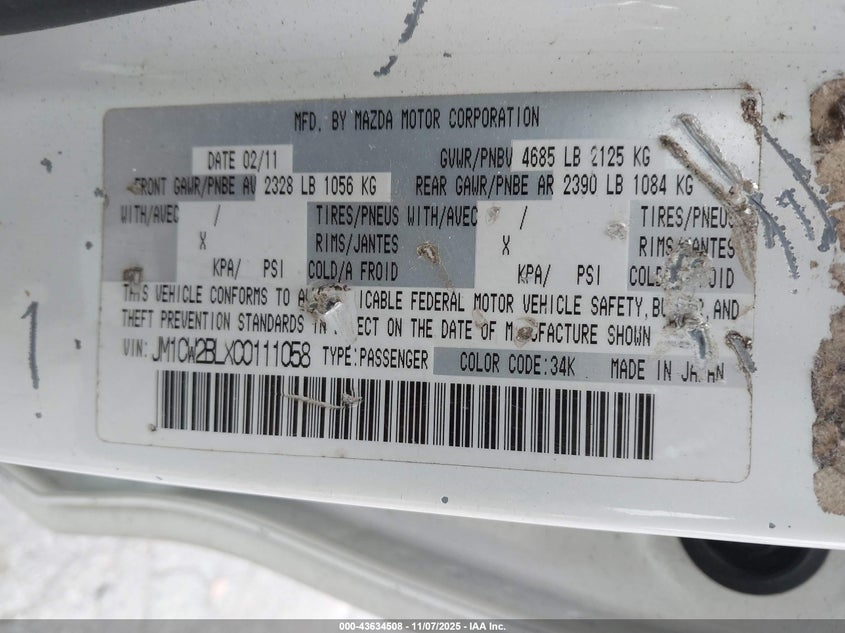 MFD. BY MAZDA MOTOR CORPORATION
DATE 02/11 GVWR/PNBV 4685 LB 2125 KG
FRONT GAWR/PNBE AV 2328 LB 1056 KG REAR GAWR/PNBE AR 2390 LB 1084 KG
WITH/AVEC / TIRES/PNEUS WITH/AVEC / TIRES/PNEUS
X RIMS/JANTES X RIMS/JANTES
KPA/ PSI COLD/A FROID KPA/ PSI FROID
THIS VEHICLE CONFORMS TO FEDERAL MOTOR VEHICLE SAFETY, AND
THEFT PREVENTION STANDARDS IN ON THE DATE OF MANUFACTURE SHOWN
VIN: JM1CW2BLXC0111058 TYPE:PASSENGER COLOR CODE:34K MADE IN JAPAN
1
000-43634508 - 11/07/2025 - IAA Inc.